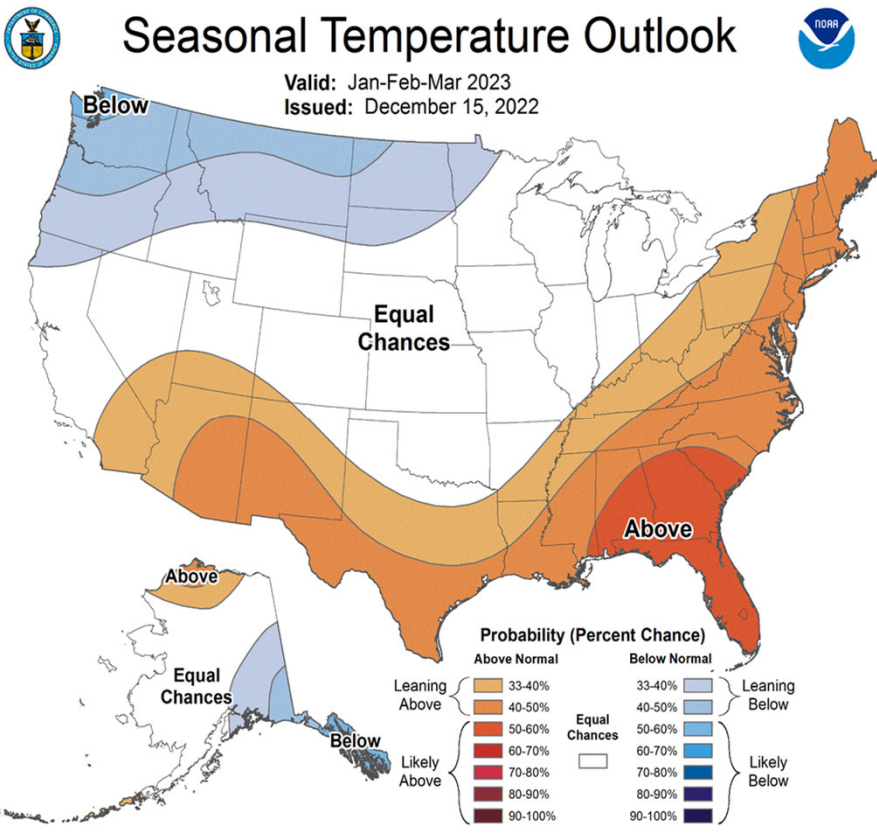 Seasonal Temperature Outlook
NOAA
Valid: Jan-Feb-Mar 2023
Issued: December 15, 2022
Below
Equal
Chances
Above
Above
Equal
Chances
Below
Probability (Percent Chance)
Above Normal
Below Normal
Leaning
Above
33-40%
40-50%
50-60%
60-70%
70-80%
80-90%
90-100%
Likely
Above
Equal
Chances
33-40%
40-50%
50-60%
60-70%
70-80%
80-90%
90-100%
Leaning
Below
Likely
Below